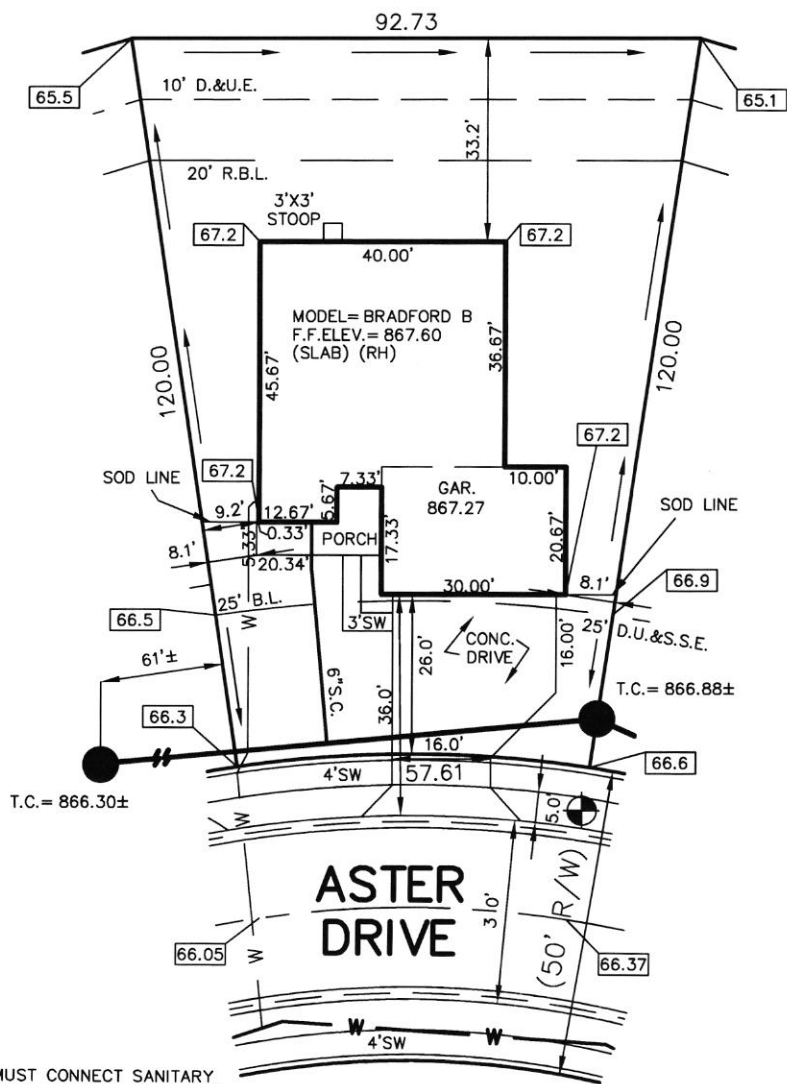 92.73
65.5
65.1
10' D.&U.E.
33.2'
20' R.B.L.
3'X3'
STOOP
67.2
67.2
40.00'
MODEL= BRADFORD B
F.F.ELEV.= 867.60
(SLAB) (RH)
45.67'
36.67'
120.00
120.00
67.2
67.2
SOD LINE
7.33'
GAR.
867.27
10.00'
SOD LINE
9.2'
12.67'
5.67'
0.33'
PORCH
17.33'
20.67'
8.1'
5.33'
20.34'
30.00'
8.1'
66.9
25' B.L.
66.5
W
3'SW
CONC.
DRIVE
25' D.U.&S.S.E.
61'±
6"S.C.
36.0'
26.0'
16.00'
T.C.= 866.88±
66.3
16.0'
66.6
4'SW
57.61
T.C.= 866.30±
W
5.0'
ASTER
DRIVE
(50' R/W)
66.05
W
66.37
W
W
4'SW
MUST CONNECT SANITARY